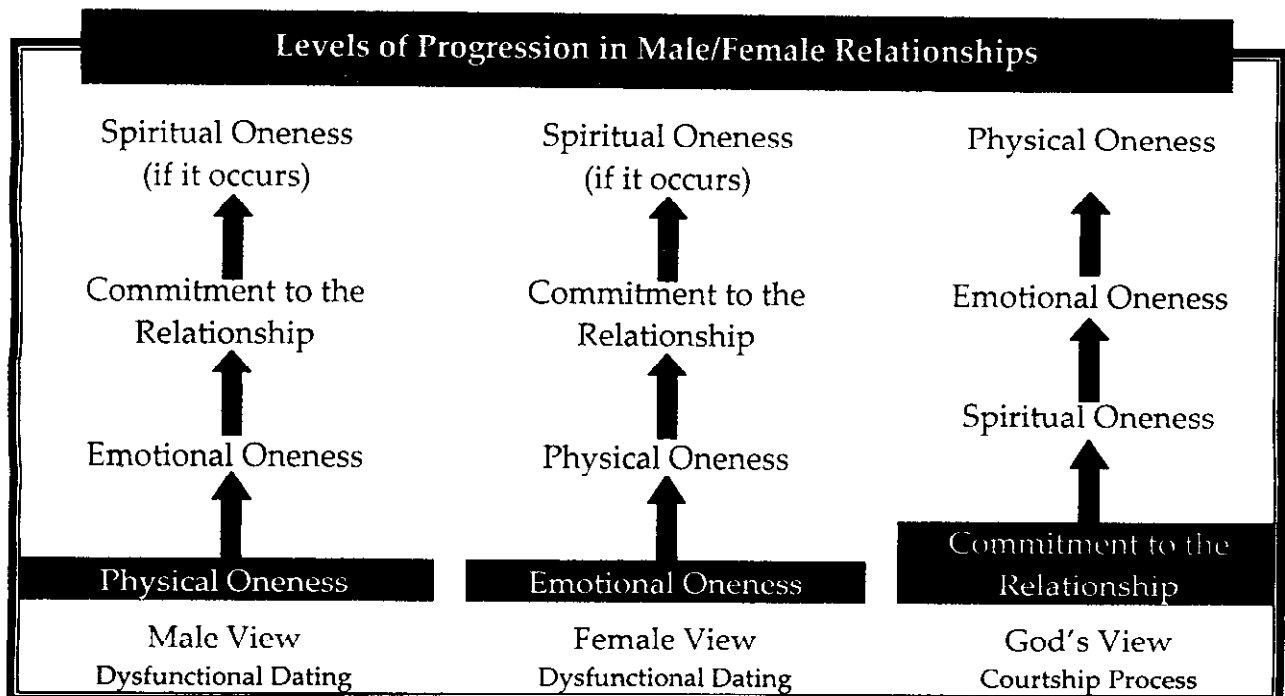 Levels of Progression in Male/Female Relationships
Spiritual Oneness
(if it occurs)
Commitment to the
Relationship
Emotional Oneness
Physical Oneness
Male View
Dysfunctional Dating
Spiritual Oneness
(if it occurs)
Commitment to the
Relationship
Physical Oneness
Emotional Oneness
Female View
Dysfunctional Dating
Physical Oneness
Emotional Oneness
Spiritual Oneness
Commitment to the
Relationship
God's View
Courtship Process